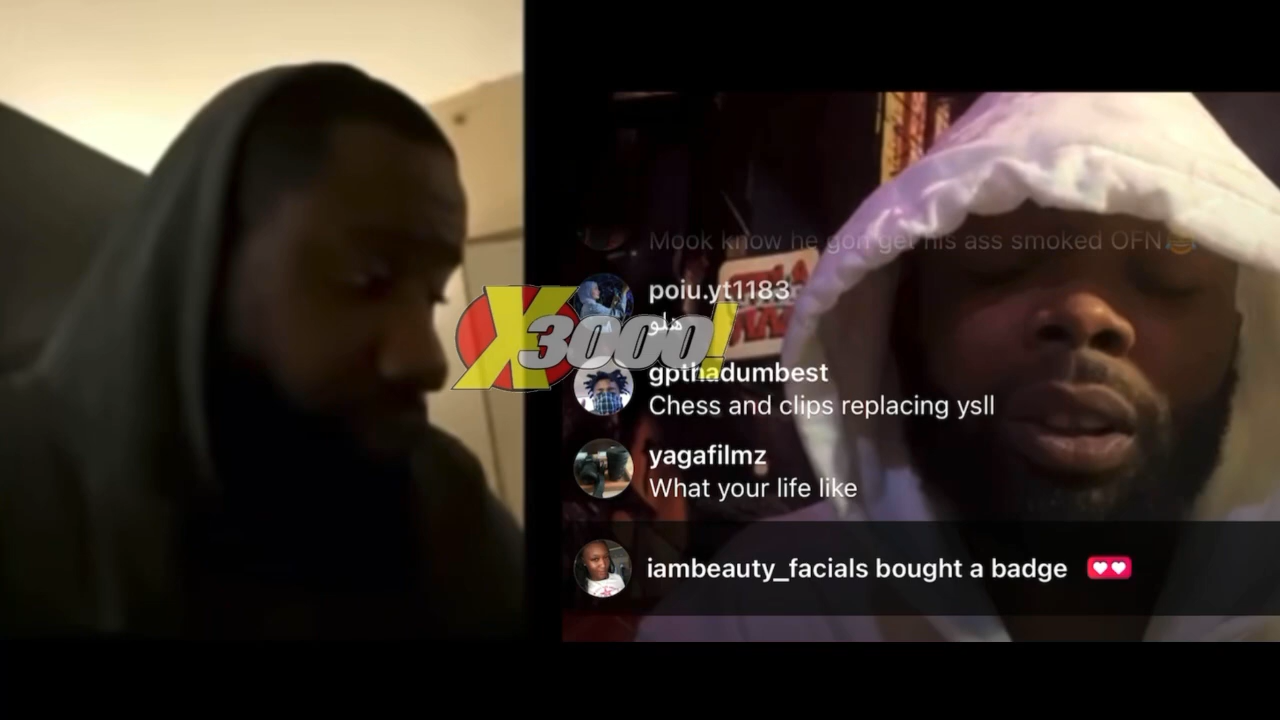 Mook know he gon get his ass smoked OFN😂
poiu.yt1183
هلو
X3000!
gpthadumbest
Chess and clips replacing ysll
yagafilmz
What your life like
iambeauty_facials bought a badge